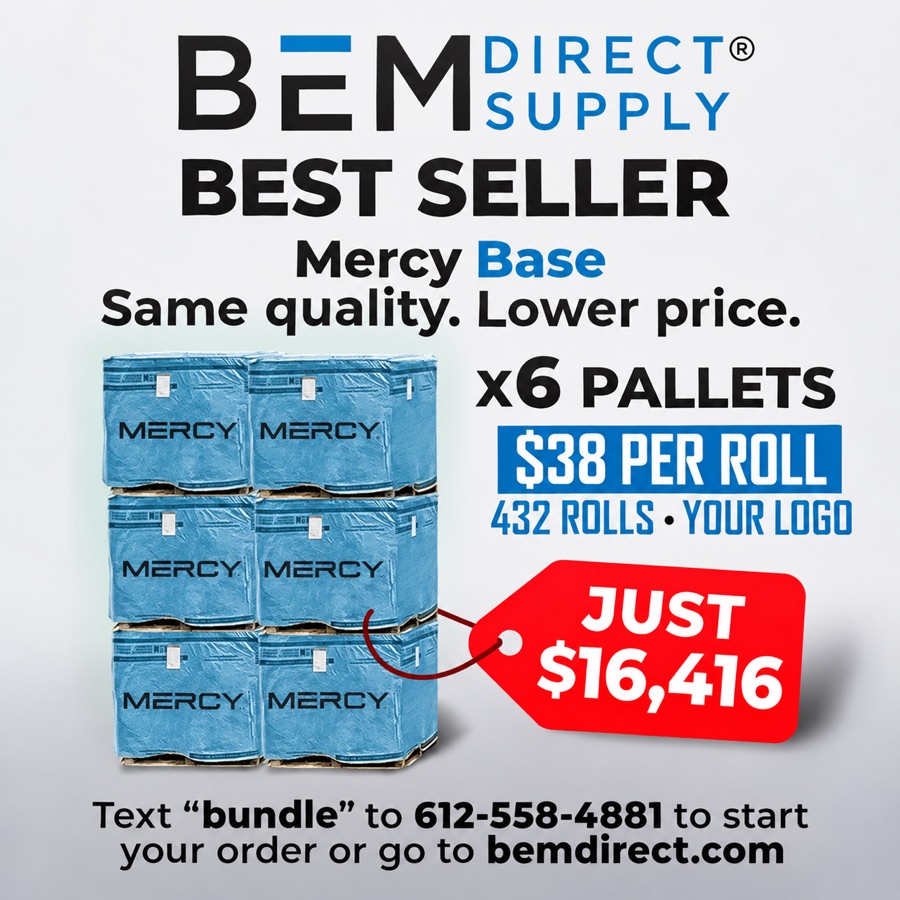 BEM DIRECT® SUPPLY
BEST SELLER
Mercy Base
Same quality. Lower price.
x6 PALLETS
$38 PER ROLL
432 ROLLS • YOUR LOGO
MERCY MERCY
MERCY MERCY
MERCY MERCY
JUST
$16,416
Text “bundle” to 612-558-4881 to start
your order or go to bemdirect.com